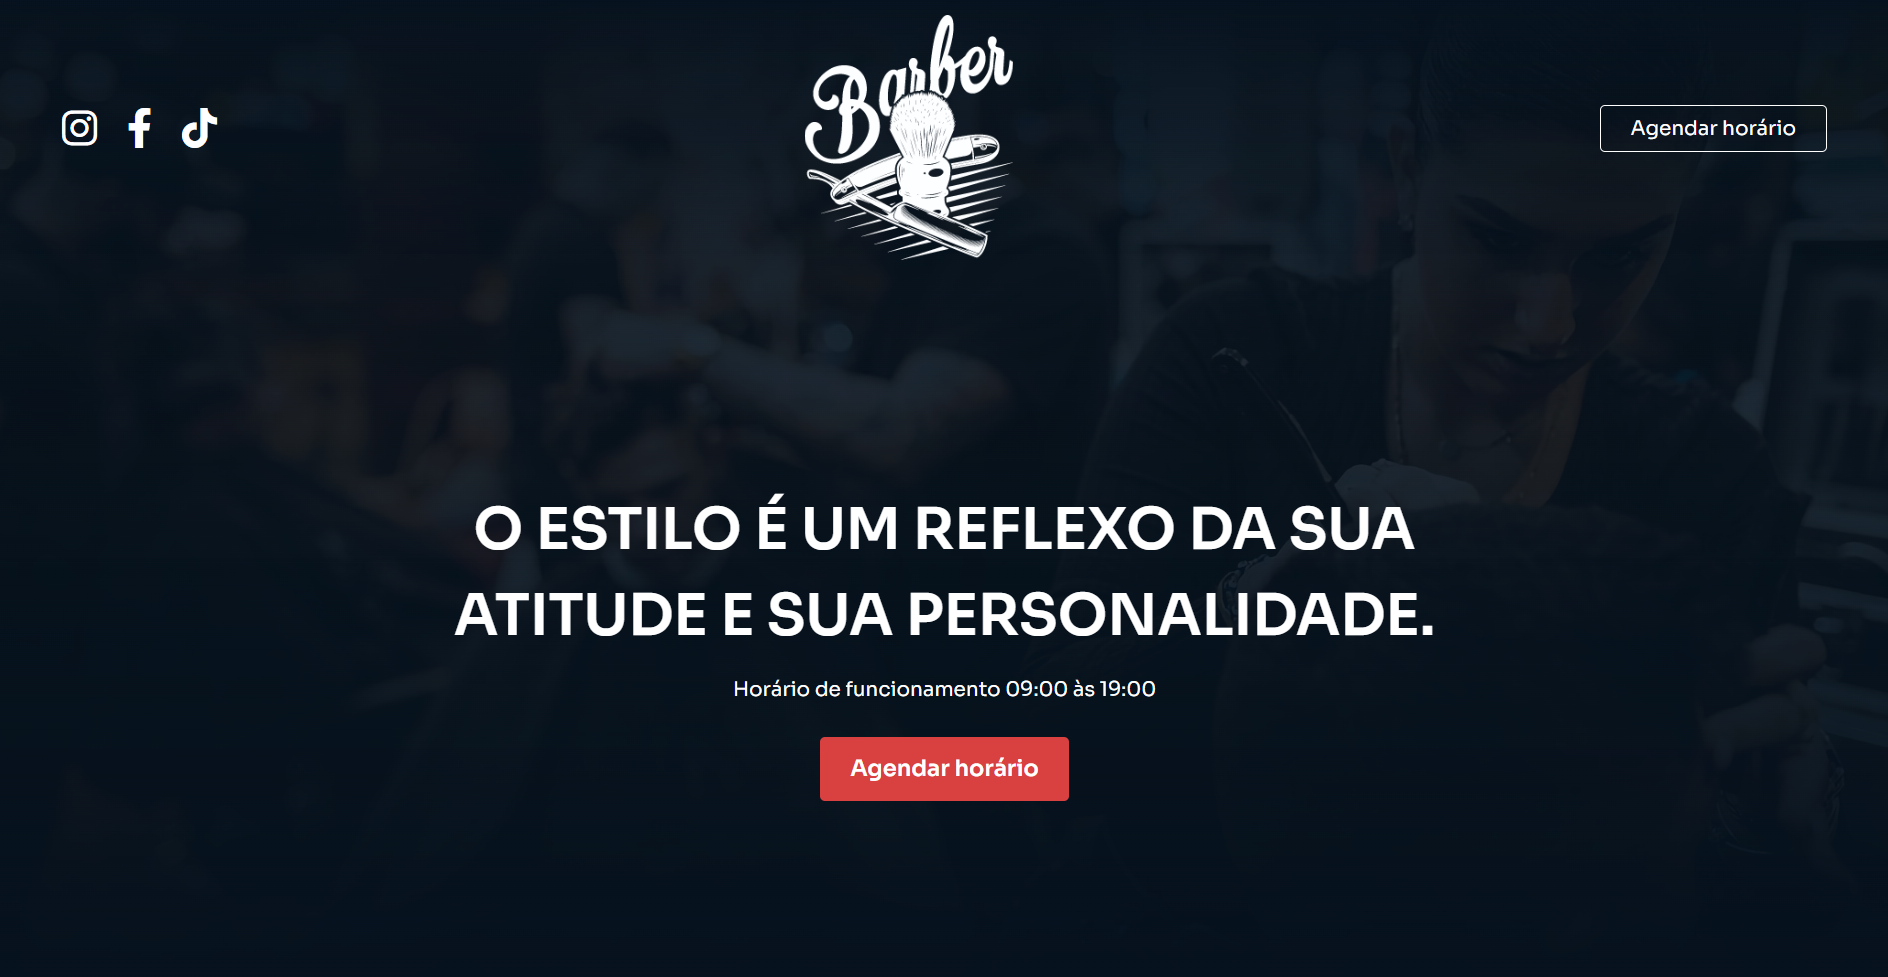 Barber
Agendar horário
O ESTILO É UM REFLEXO DA SUA
ATITUDE E SUA PERSONALIDADE.
Horário de funcionamento 09:00 às 19:00
Agendar horário